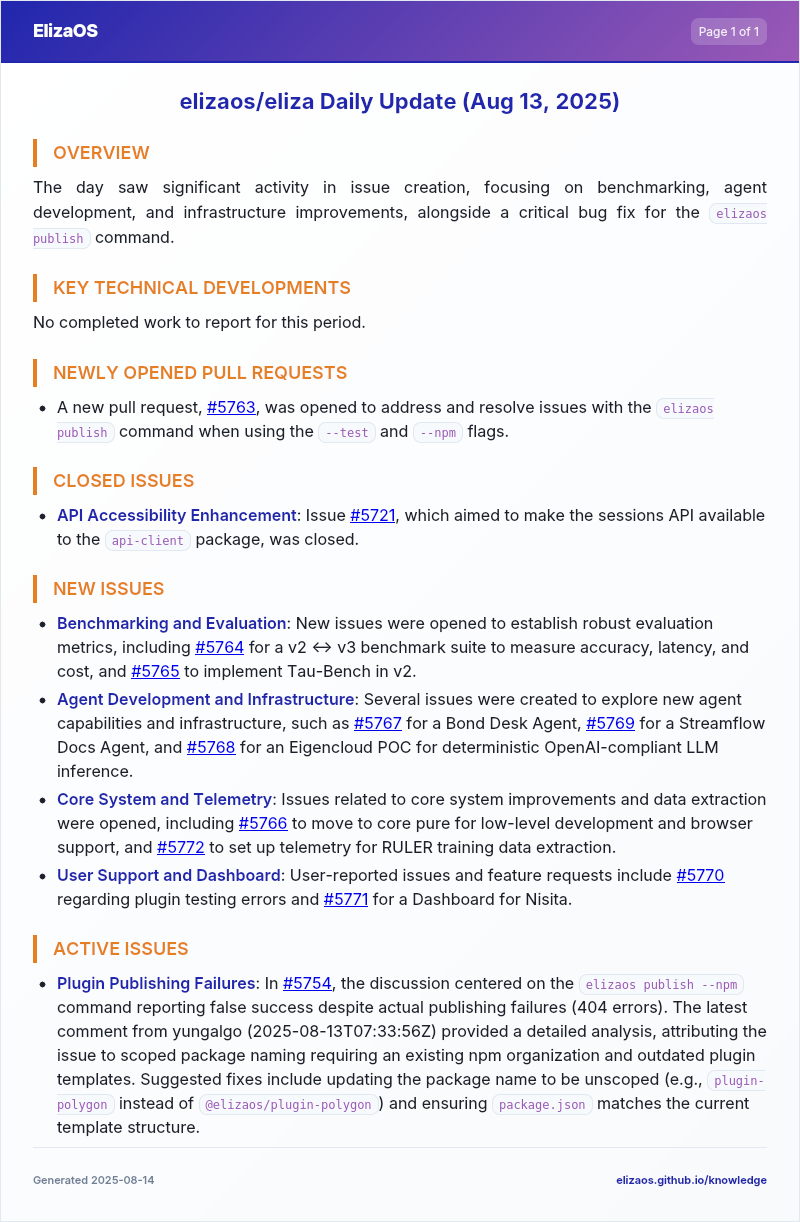 ElizaOS
Page 1 of 1
elizaos/eliza Daily Update (Aug 13, 2025)
OVERVIEW
The day saw significant activity in issue creation, focusing on benchmarking, agent
development, and infrastructure improvements, alongside a critical bug fix for the elizaos
publish command.
KEY TECHNICAL DEVELOPMENTS
No completed work to report for this period.
NEWLY OPENED PULL REQUESTS
• A new pull request, #5763, was opened to address and resolve issues with the elizaos
publish command when using the --test and --npm flags.
CLOSED ISSUES
• API Accessibility Enhancement: Issue #5721, which aimed to make the sessions API available
to the api-client package, was closed.
NEW ISSUES
• Benchmarking and Evaluation: New issues were opened to establish robust evaluation
metrics, including #5764 for a v2 ↔ v3 benchmark suite to measure accuracy, latency, and
cost, and #5765 to implement Tau-Bench in v2.
• Agent Development and Infrastructure: Several issues were created to explore new agent
capabilities and infrastructure, such as #5767 for a Bond Desk Agent, #5769 for a Streamflow
Docs Agent, and #5768 for an Eigencloud POC for deterministic OpenAI-compliant LLM
inference.
• Core System and Telemetry: Issues related to core system improvements and data extraction
were opened, including #5766 to move to core pure for low-level development and browser
support, and #5772 to set up telemetry for RULER training data extraction.
• User Support and Dashboard: User-reported issues and feature requests include #5770
regarding plugin testing errors and #5771 for a Dashboard for Nisita.
ACTIVE ISSUES
• Plugin Publishing Failures: In #5754, the discussion centered on the elizaos publish --npm
command reporting false success despite actual publishing failures (404 errors). The latest
comment from yungalgo (2025-08-13T07:33:56Z) provided a detailed analysis, attributing the
issue to scoped package naming requiring an existing npm organization and outdated plugin
templates. Suggested fixes include updating the package name to be unscoped (e.g., plugin-
polygon instead of @elizaos/plugin-polygon) and ensuring package.json matches the current
template structure.
Generated 2025-08-14
elizaos.github.io/knowledge